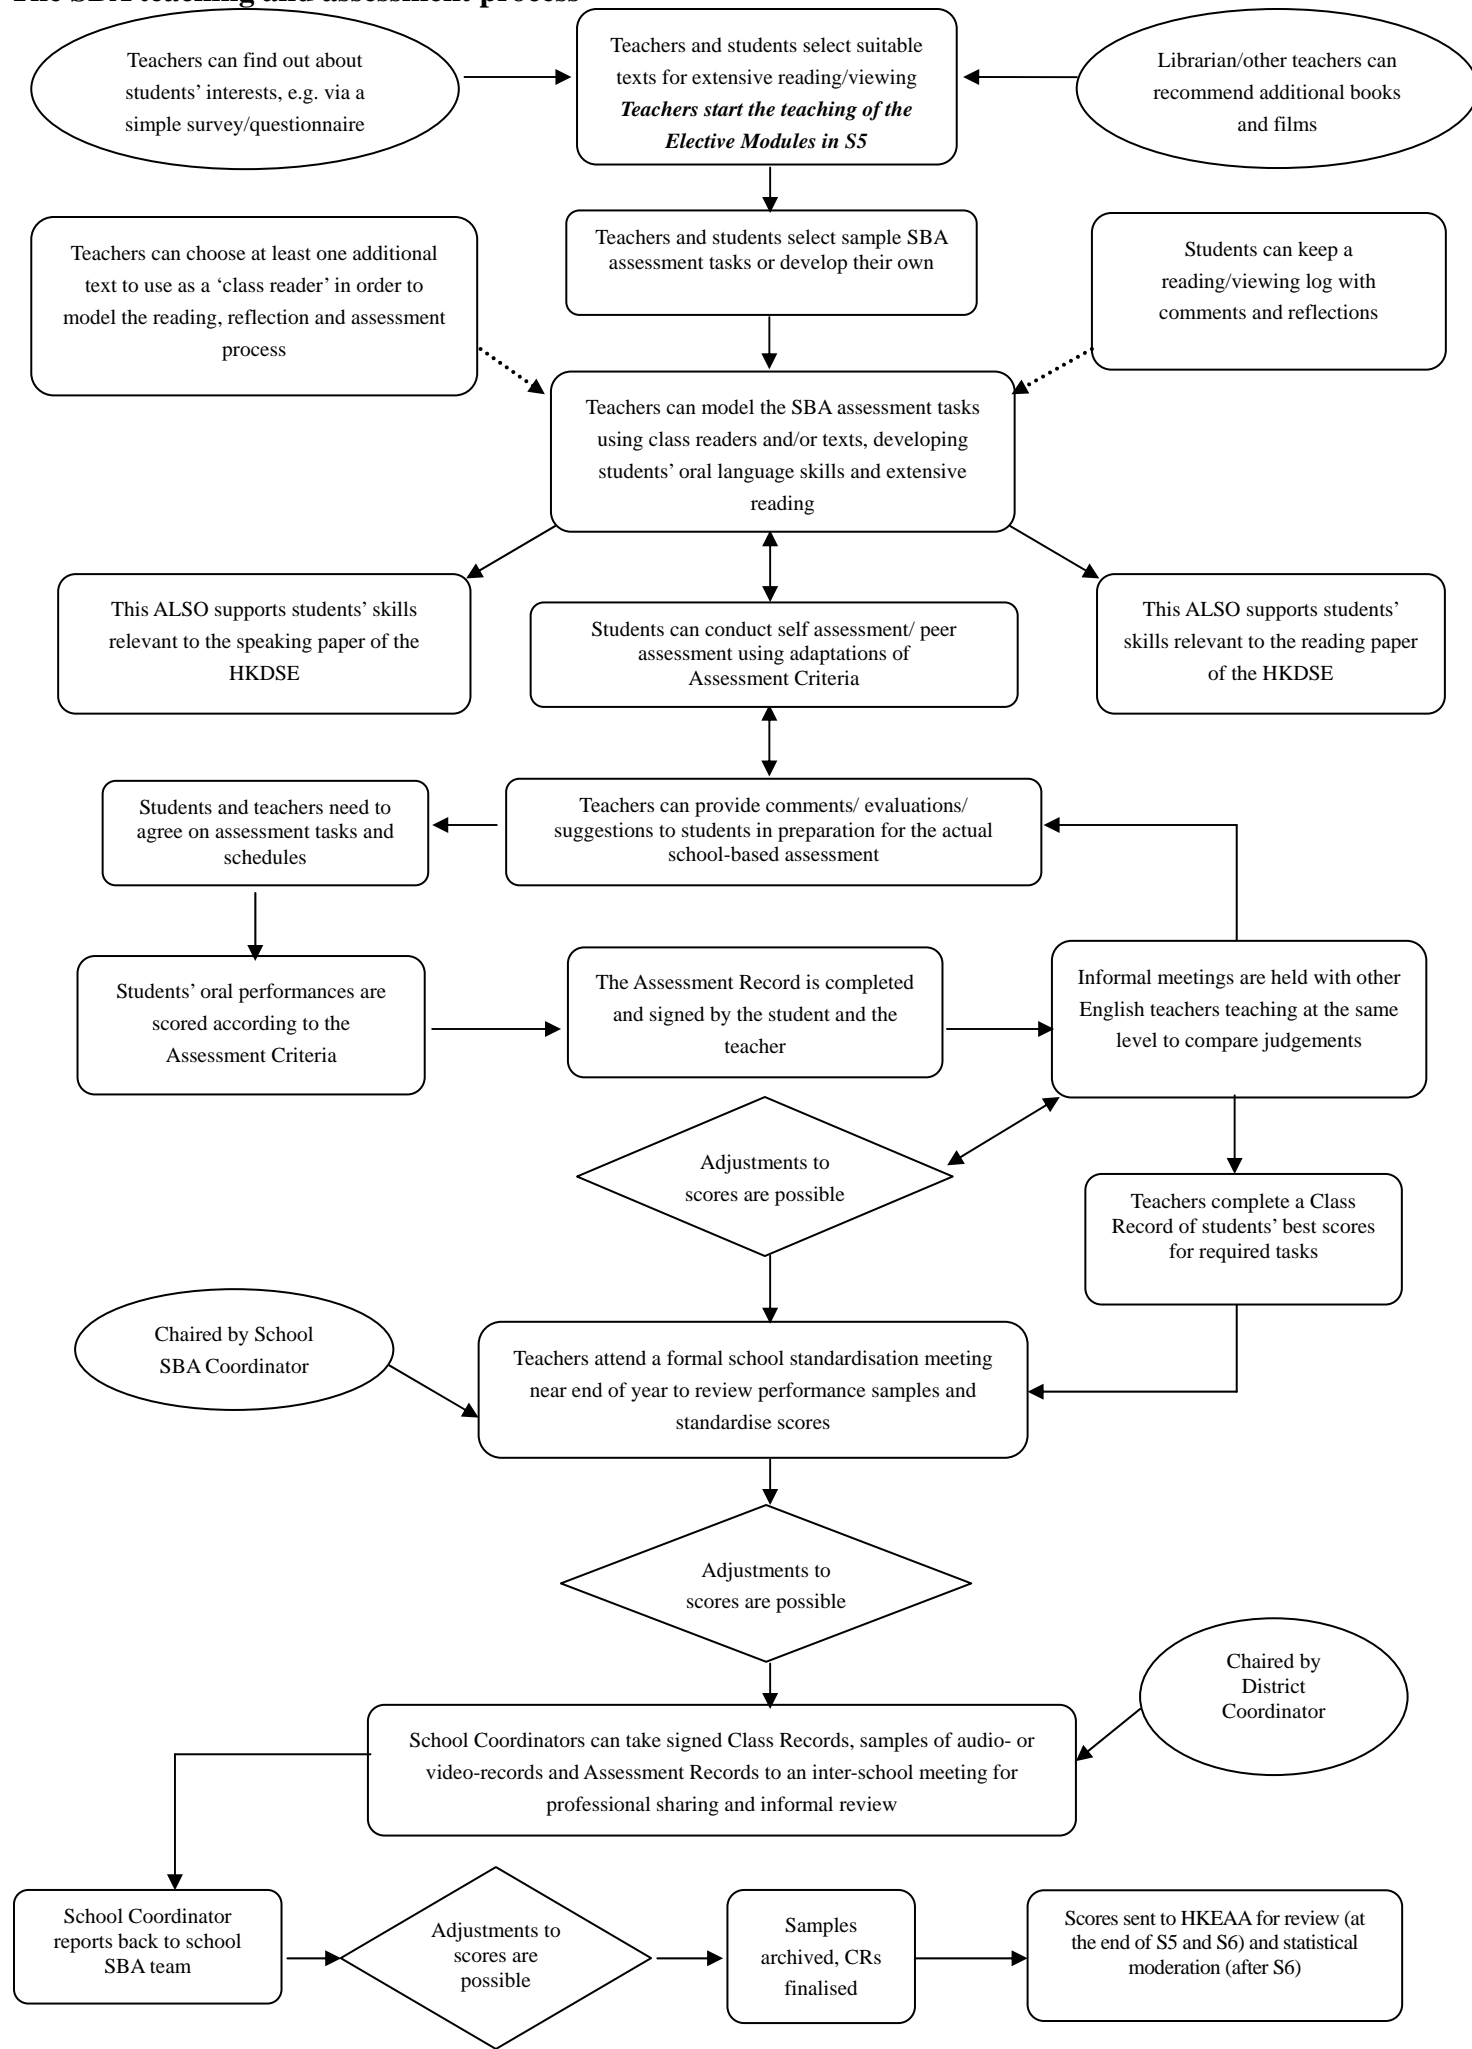 The SBA teaching and assessment process
Teachers can find out about
students’ interests, e.g. via a
simple survey/questionnaire
Teachers and students select suitable
texts for extensive reading/viewing
Teachers start the teaching of the
Elective Modules in S5
Librarian/other teachers can
recommend additional books
and films
Teachers can choose at least one additional
text to use as a ‘class reader’ in order to
model the reading, reflection and assessment
process
Teachers and students select sample SBA
assessment tasks or develop their own
Students can keep a
reading/viewing log with
comments and reflections
Teachers can model the SBA assessment tasks
using class readers and/or texts, developing
students’ oral language skills and extensive
reading
This ALSO supports students’ skills
relevant to the speaking paper of the
HKDSE
Students can conduct self assessment/ peer
assessment using adaptations of
Assessment Criteria
This ALSO supports students’
skills relevant to the reading paper
of the HKDSE
Students and teachers need to
agree on assessment tasks and
schedules
Teachers can provide comments/ evaluations/
suggestions to students in preparation for the actual
school-based assessment
Students’ oral performances are
scored according to the
Assessment Criteria
The Assessment Record is completed
and signed by the student and the
teacher
Informal meetings are held with other
English teachers teaching at the same
level to compare judgements
Adjustments to
scores are possible
Teachers complete a Class
Record of students’ best scores
for required tasks
Chaired by School
SBA Coordinator
Teachers attend a formal school standardisation meeting
near end of year to review performance samples and
standardise scores
Adjustments to
scores are possible
Chaired by
District
Coordinator
School Coordinators can take signed Class Records, samples of audio- or
video-records and Assessment Records to an inter-school meeting for
professional sharing and informal review
School Coordinator
reports back to school
SBA team
Adjustments to
scores are
possible
Samples
archived, CRs
finalised
Scores sent to HKEAA for review (at
the end of S5 and S6) and statistical
moderation (after S6)